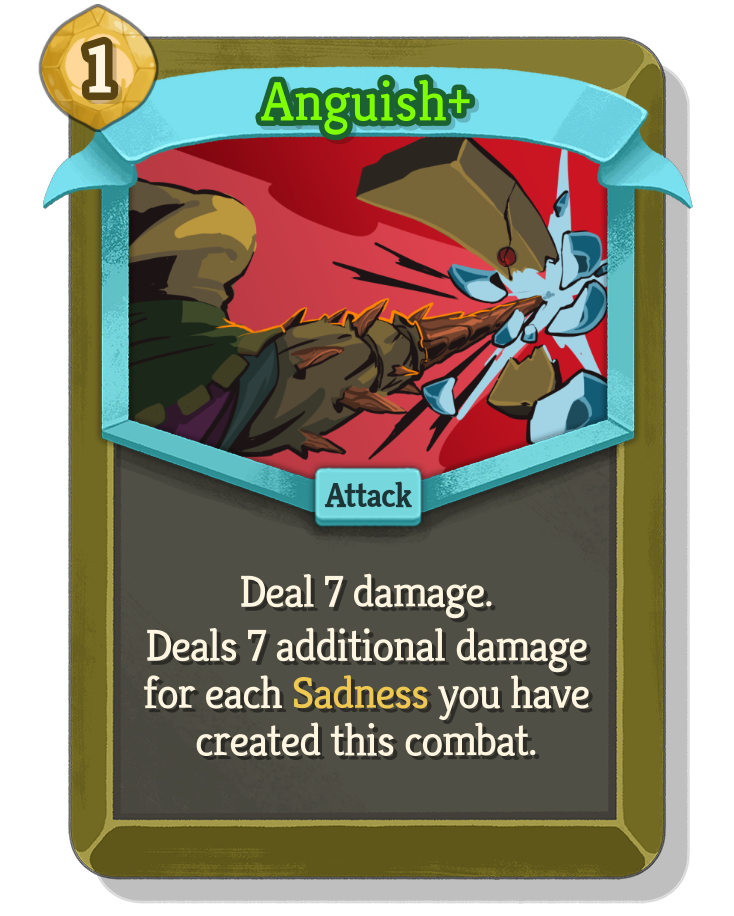 1
Anguish+
Attack
Deal 7 damage.
Deals 7 additional damage
for each Sadness you have
created this combat.